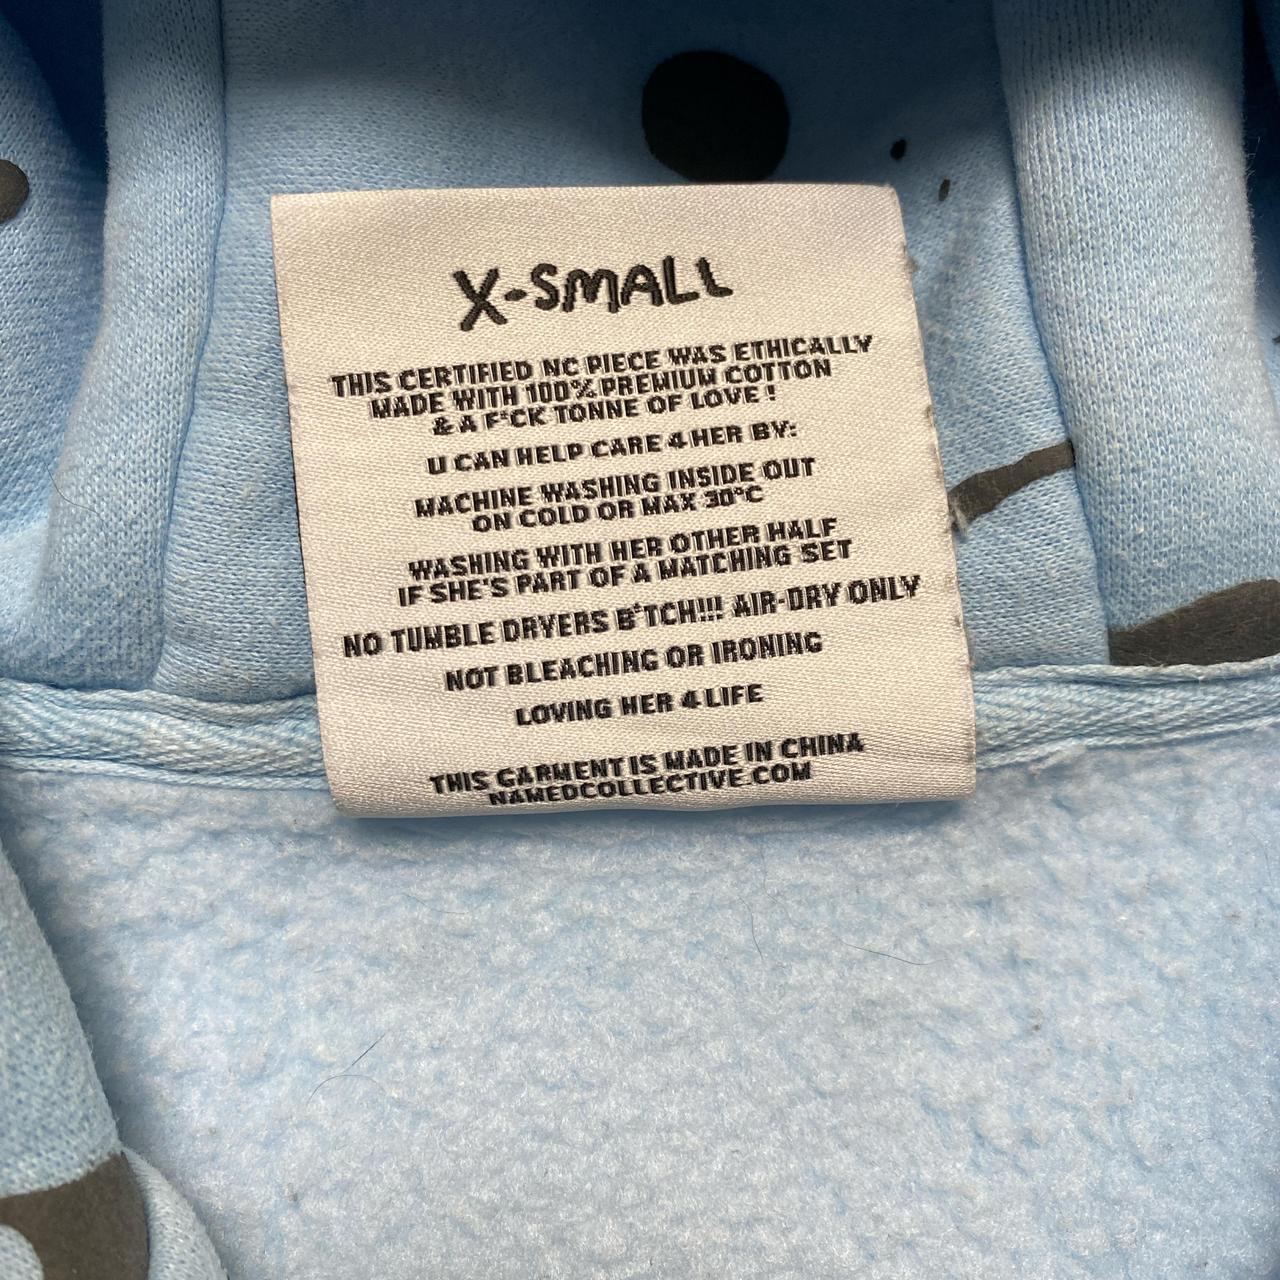 X-SMALL
THIS CERTIFIED NC PIECE WAS ETHICALLY
MADE WITH 100% PREMIUM COTTON
& A F*CK TONNE OF LOVE !
U CAN HELP CARE 4 HER BY:
MACHINE WASHING INSIDE OUT
ON COLD OR MAX 30°C
WASHING WITH HER OTHER HALF
IF SHE'S PART OF A MATCHING SET
NO TUMBLE DRYERS B*TCH!!! AIR-DRY ONLY
NOT BLEACHING OR IRONING
LOVING HER 4 LIFE
THIS GARMENT IS MADE IN CHINA
NAMEDCOLLECTIVE.COM